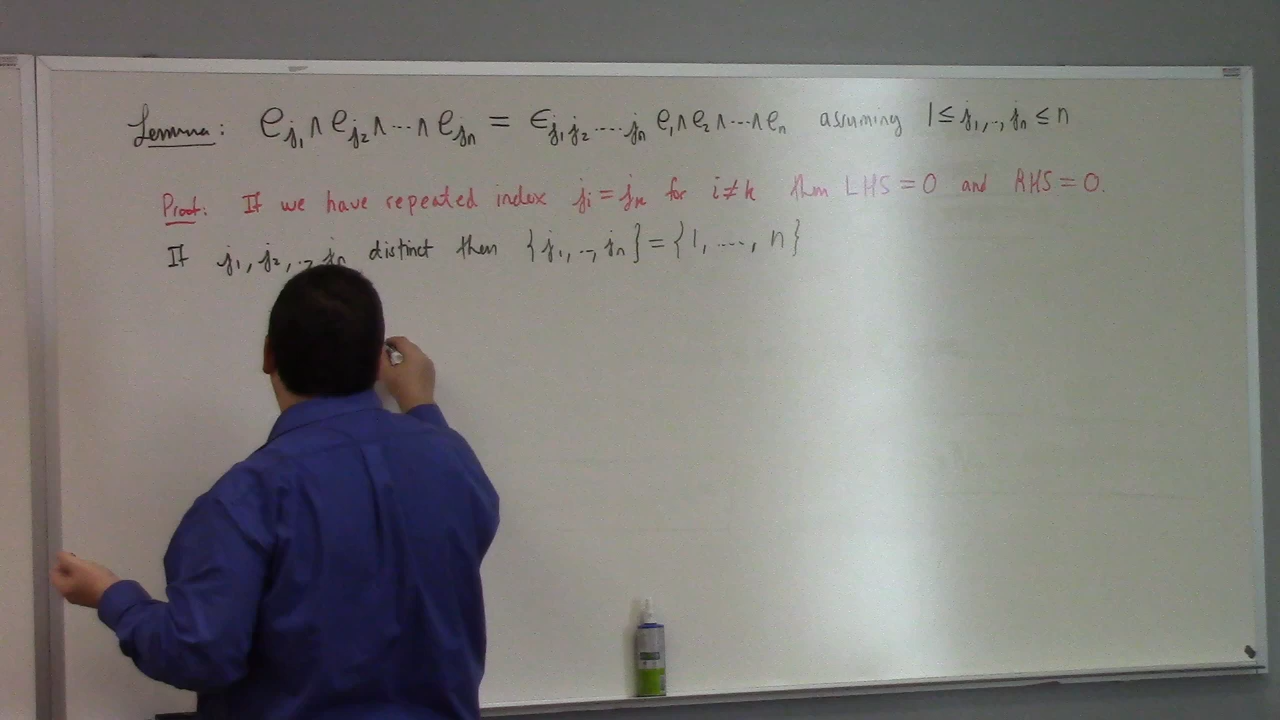 Lemma: e_{j_1} ∧ e_{j_2} ∧ ⋯ ∧ e_{j_n} = ∈_{j_1 j_2 ⋯ j_n} e_1 ∧ e_2 ∧ ⋯ ∧ e_n assuming 1 ≤ j_1, .., j_n ≤ n
Proof: If we have repeated index j_i = j_k for i ≠ k then LHS = 0 and RHS = 0.
If j_1, j_2, .., j_n distinct then {j_1, .., j_n} = {1, ..., n}